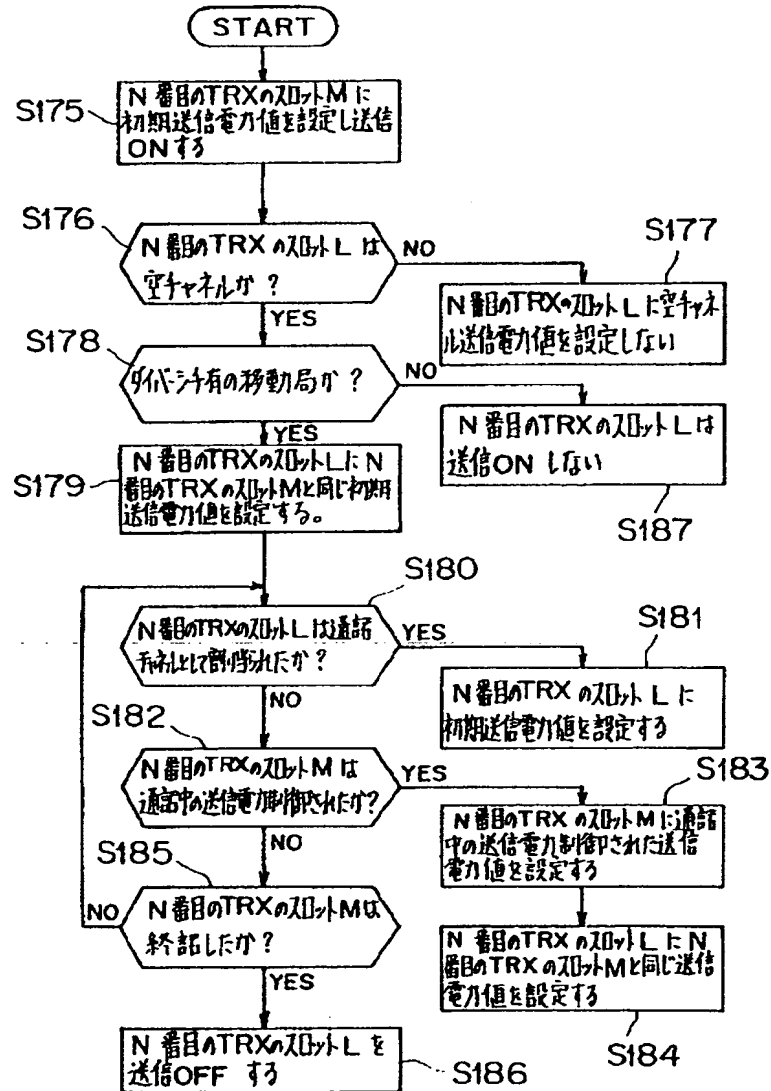 START
S175
N 番目のTRXのスロットMに
初期送信電力値を設定し送信
ONする
S176
N 番目のTRXのスロットLは
空チャネルか?
NO
YES
S177
N 番目のTRXのスロットLに空チャネ
ル送信電力値を設定しない
S178
ダイバーシチ有の移動局か?
NO
YES
N 番目のTRXのスロットLは
送信ONしない
S187
S179
N 番目のTRXのスロットLにN
番目のTRXのスロットMと同じ初期
送信電力値を設定する。
S180
N番目のTRXのスロットLは通話
チャネルとして割り当られたか?
YES
NO
S181
N 番目のTRXのスロットLに
初期送信電力値を設定する
S182
N 番目のTRXのスロットMは
通話中の送信電力制御されたか?
YES
NO
S183
N 番目のTRXのスロットMに通話
中の送信電力制御された送信
電力値を設定する
N 番目のTRXのスロットLにN
番目のTRXのスロットMと同じ送信
電力値を設定する
S184
S185
N 番目のTRXのスロットMは
終話したか?
NO
YES
N 番目のTRXのスロットLを
送信OFFする
S186